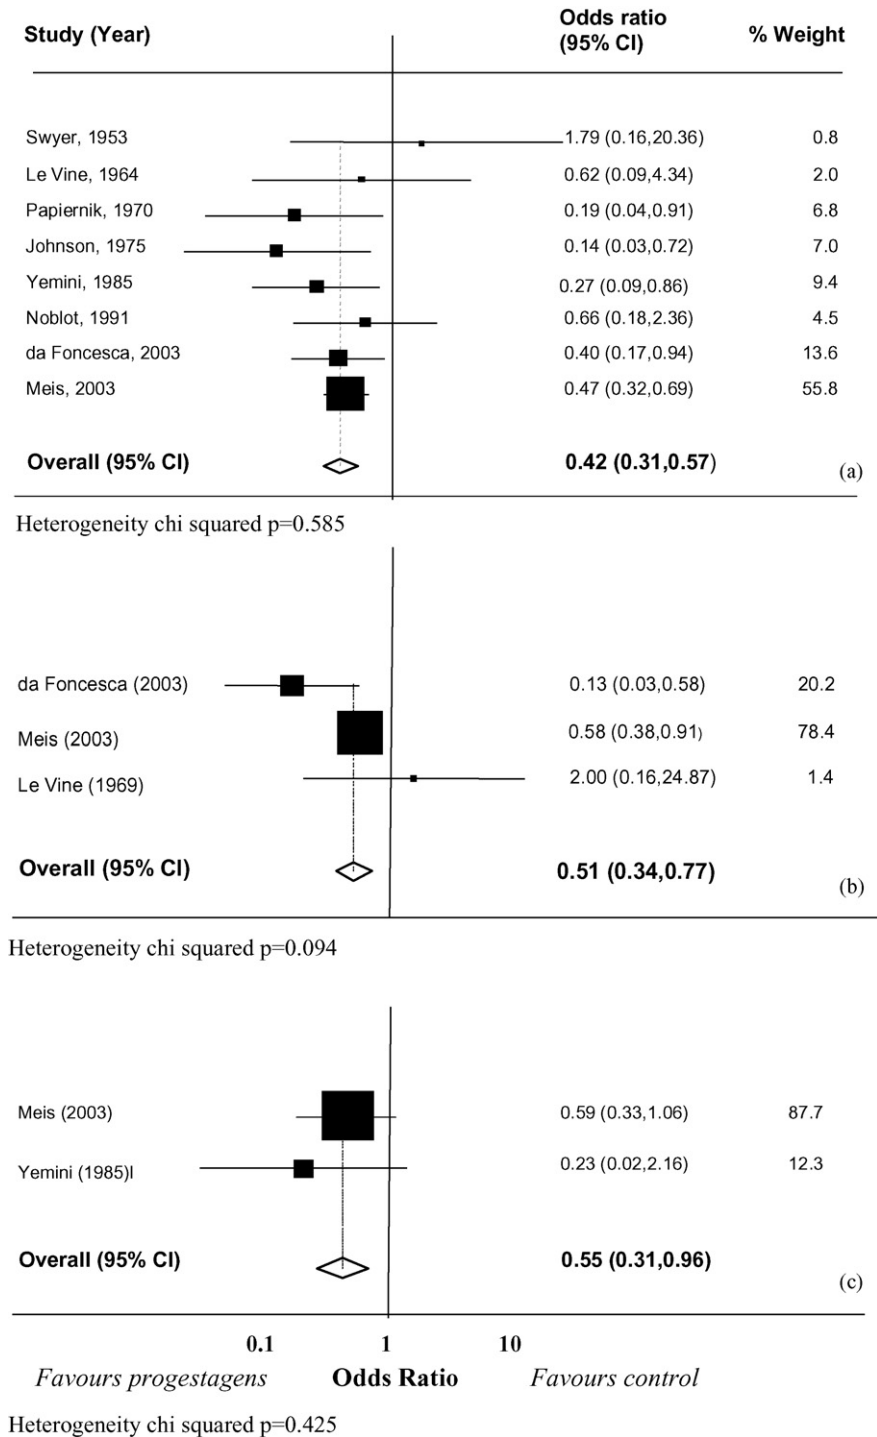 Study (Year) Odds ratio (95% CI) % Weight
Swyer, 1953 1.79 (0.16,20.36) 0.8
Le Vine, 1964 0.62 (0.09,4.34) 2.0
Papiernik, 1970 0.19 (0.04,0.91) 6.8
Johnson, 1975 0.14 (0.03,0.72) 7.0
Yemini, 1985 0.27 (0.09,0.86) 9.4
Noblot, 1991 0.66 (0.18,2.36) 4.5
da Foncesca, 2003 0.40 (0.17,0.94) 13.6
Meis, 2003 0.47 (0.32,0.69) 55.8
Overall (95% CI) 0.42 (0.31,0.57) (a)
Heterogeneity chi squared p=0.585
da Foncesca (2003) 0.13 (0.03,0.58) 20.2
Meis (2003) 0.58 (0.38,0.91) 78.4
Le Vine (1969) 2.00 (0.16,24.87) 1.4
Overall (95% CI) 0.51 (0.34,0.77) (b)
Heterogeneity chi squared p=0.094
Meis (2003) 0.59 (0.33,1.06) 87.7
Yemini (1985)l 0.23 (0.02,2.16) 12.3
Overall (95% CI) 0.55 (0.31,0.96) (c)
0.1 1 10
Favours progestagens Odds Ratio Favours control
Heterogeneity chi squared p=0.425